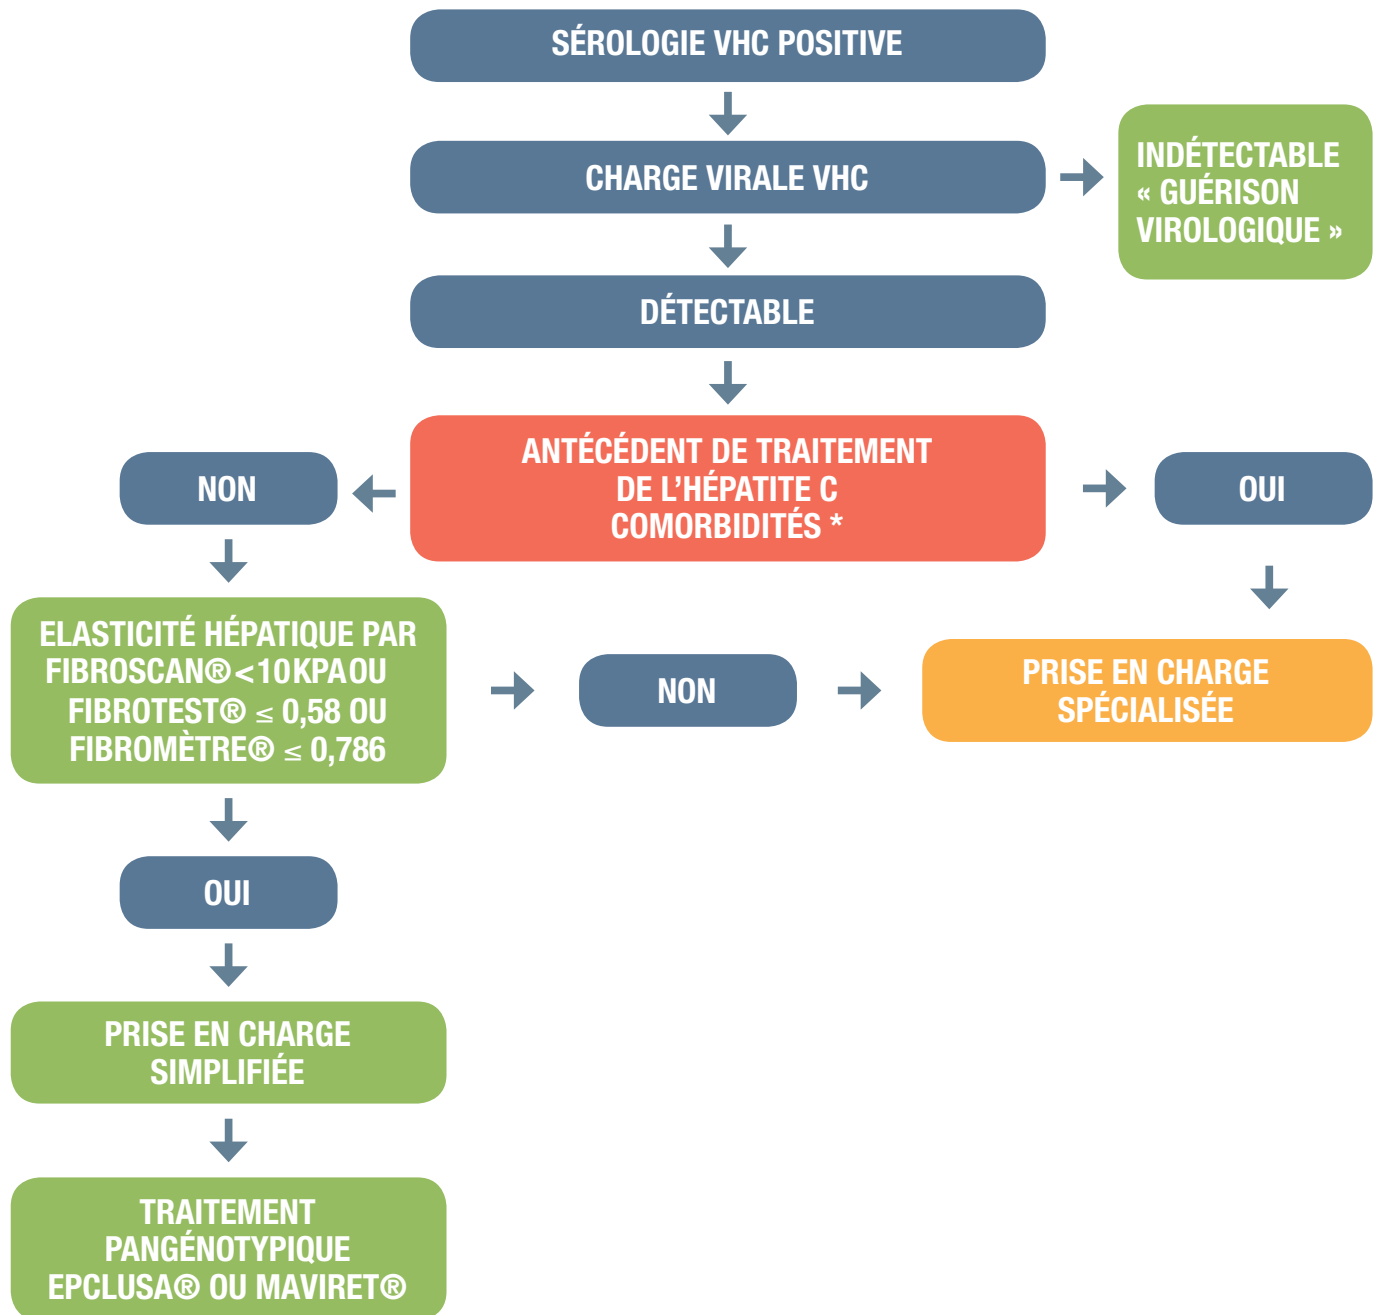 SÉROLOGIE VHC POSITIVE
CHARGE VIRALE VHC
INDÉTECTABLE
« GUÉRISON
VIROLOGIQUE »
DÉTECTABLE
ANTÉCÉDENT DE TRAITEMENT
DE L’HÉPATITE C
COMORBIDITÉS *
NON
OUI
ELASTICITÉ HÉPATIQUE PAR
FIBROSCAN® <10 KPA OU
FIBROTEST® ≤ 0,58 OU
FIBROMÈTRE® ≤ 0,786
NON
PRISE EN CHARGE
SPÉCIALISÉE
OUI
PRISE EN CHARGE
SIMPLIFIÉE
TRAITEMENT
PANGÉNOTYPIQUE
EPCLUSA® OU MAVIRET®